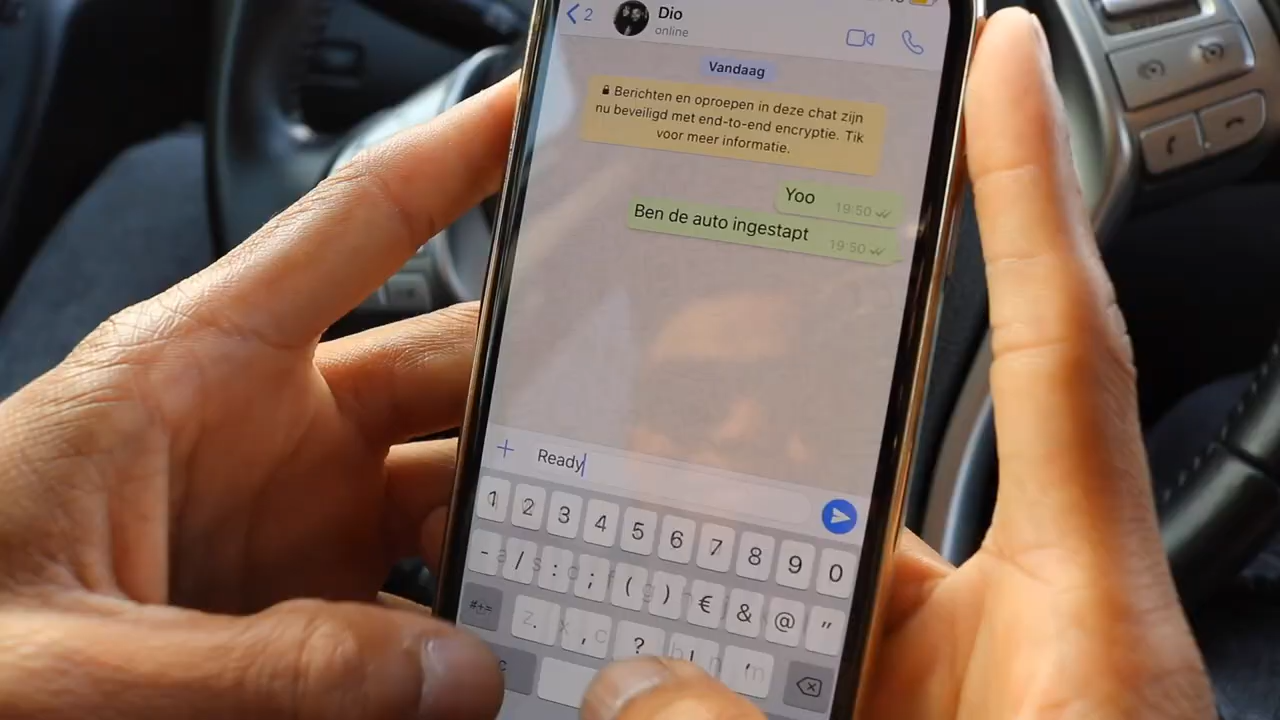 2
Dio
online
Vandaag
Berichten en oproepen in deze chat zijn
nu beveiligd met end-to-end encryptie. Tik
voor meer informatie.
Yoo 19:50
Ben de auto ingestapt 19:50
Ready
1 2 3 4 5 6 7 8 9 0
- / : ; ( ) € & @ "
#+= . , ? ! '